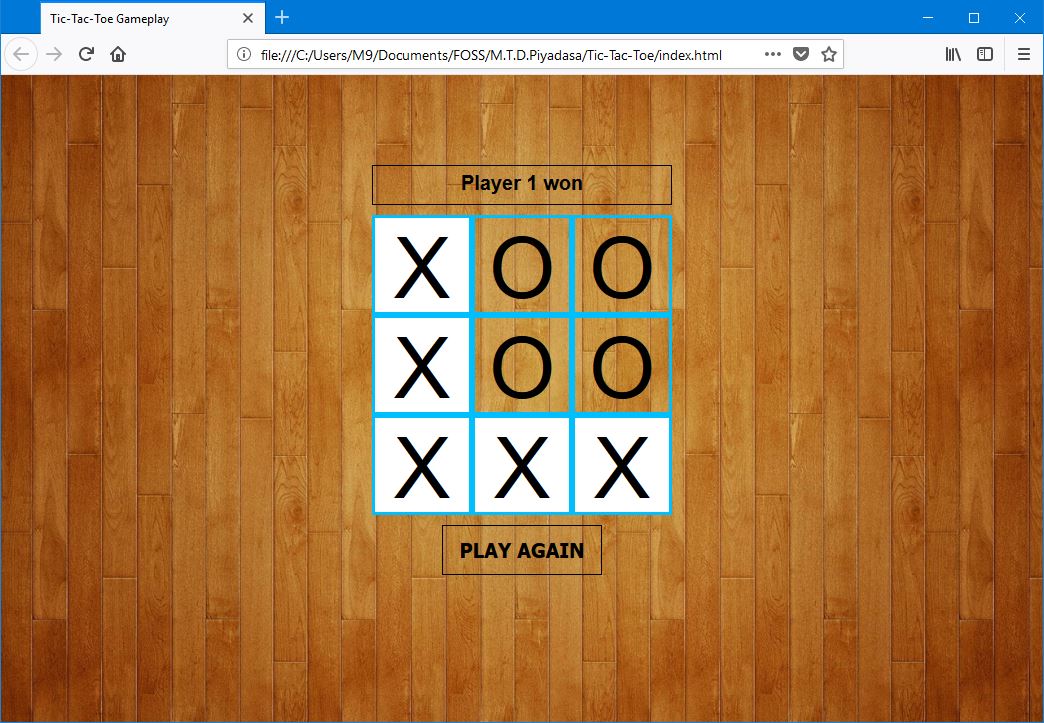 Tic-Tac-Toe Gameplay
file:///C:/Users/M9/Documents/FOSS/M.T.D.Piyadasa/Tic-Tac-Toe/index.html
Player 1 won
X O O
X O O
X X X
PLAY AGAIN